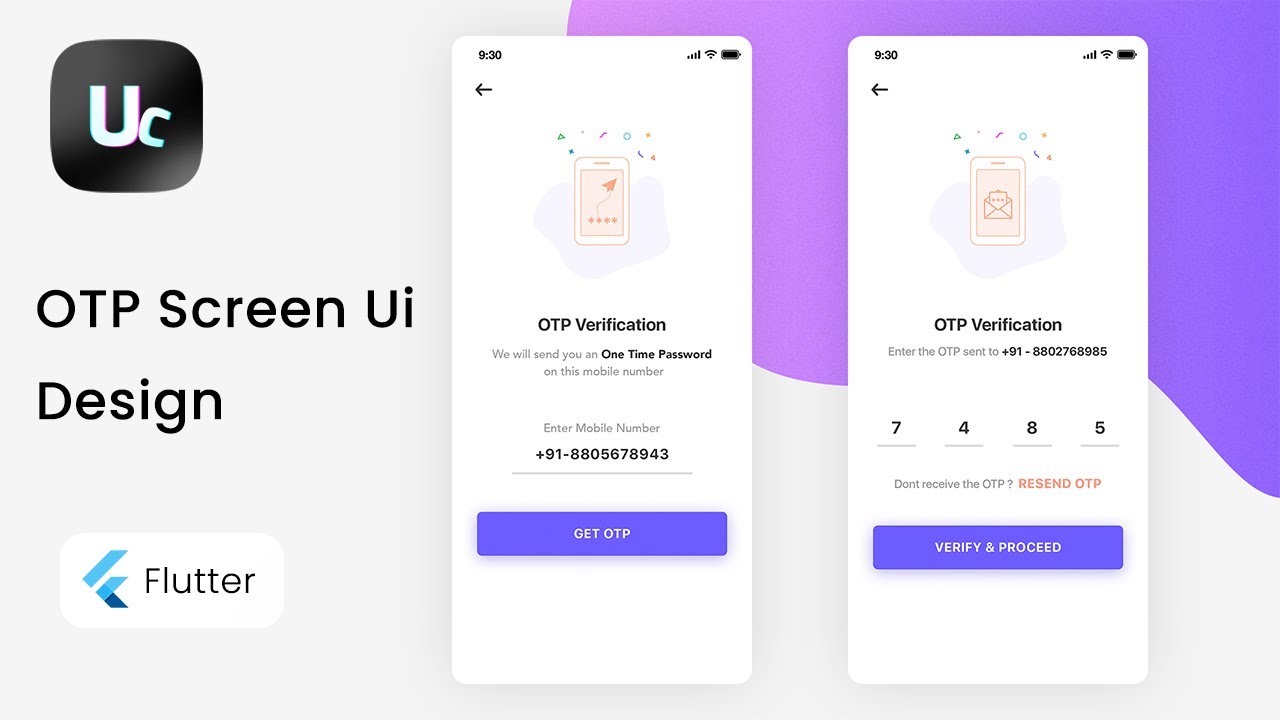 Uc
OTP Screen Ui
Design
Flutter
9:30
OTP Verification
We will send you an One Time Password
on this mobile number
Enter Mobile Number
+91-8805678943
GET OTP
9:30
OTP Verification
Enter the OTP sent to +91 - 8802768985
7 4 8 5
Dont receive the OTP ? RESEND OTP
VERIFY & PROCEED